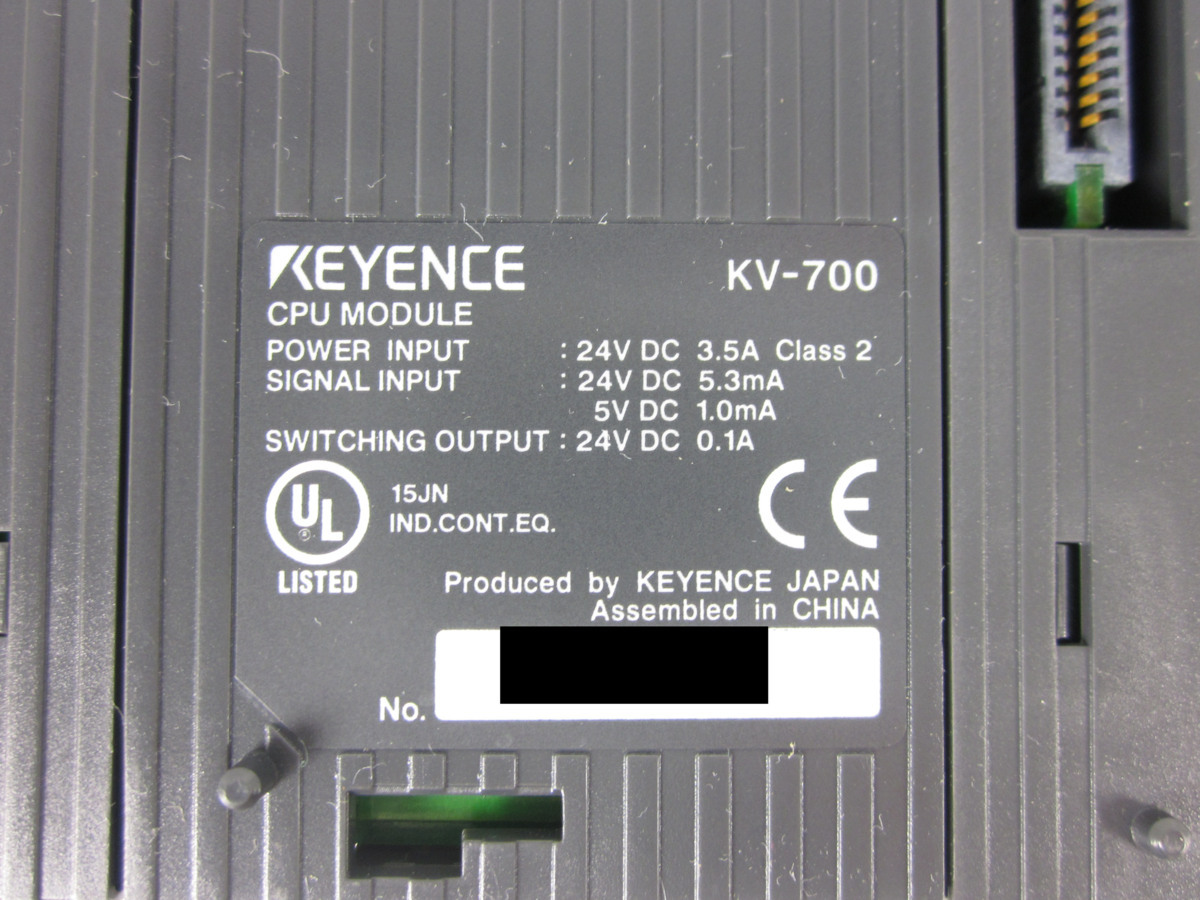 KEYENCE KV-700
CPU MODULE
POWER INPUT : 24V DC 3.5A Class 2
SIGNAL INPUT : 24V DC 5.3mA
5V DC 1.0mA
SWITCHING OUTPUT : 24V DC 0.1A
UL 15JN CE
IND.CONT.EQ.
LISTED
Produced by KEYENCE JAPAN
Assembled in CHINA
No.